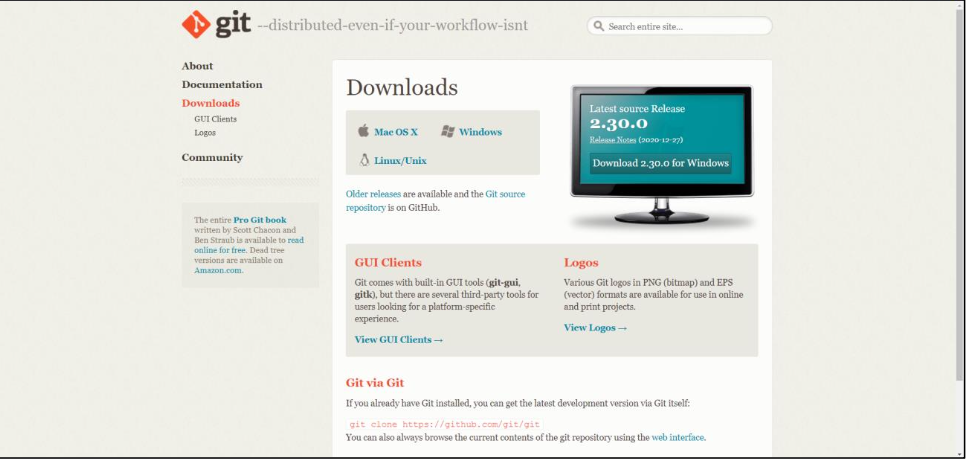 git --distributed-even-if-your-workflow-isnt
Search entire site...
About
Documentation
Downloads
GUI Clients
Logos
Community
The entire Pro Git book
written by Scott Chacon and
Ben Straub is available to read
online for free. Dead tree
versions are available on
Amazon.com.
Downloads
Mac OS X
Windows
Linux/Unix
Older releases are available and the Git source
repository is on GitHub.
Latest source Release
2.30.0
Release Notes (2020-12-27)
Download 2.30.0 for Windows
GUI Clients
Git comes with built-in GUI tools (git-gui,
gitk), but there are several third-party tools for
users looking for a platform-specific
experience.
View GUI Clients →
Logos
Various Git logos in PNG (bitmap) and EPS
(vector) formats are available for use in online
and print projects.
View Logos →
Git via Git
If you already have Git installed, you can get the latest development version via Git itself:
git clone https://github.com/git/git
You can also always browse the current contents of the git repository using the web interface.